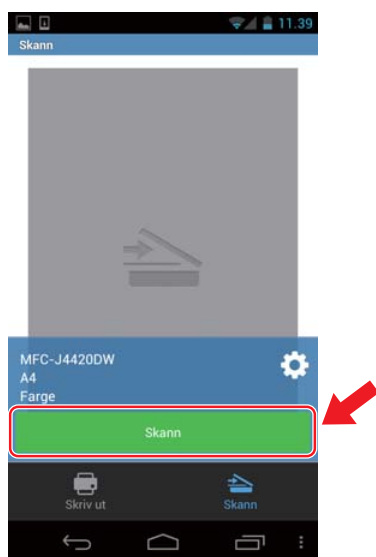 11.39
Skann
MFC-J4420DW
A4
Farge
Skann
Skriv ut
Skann